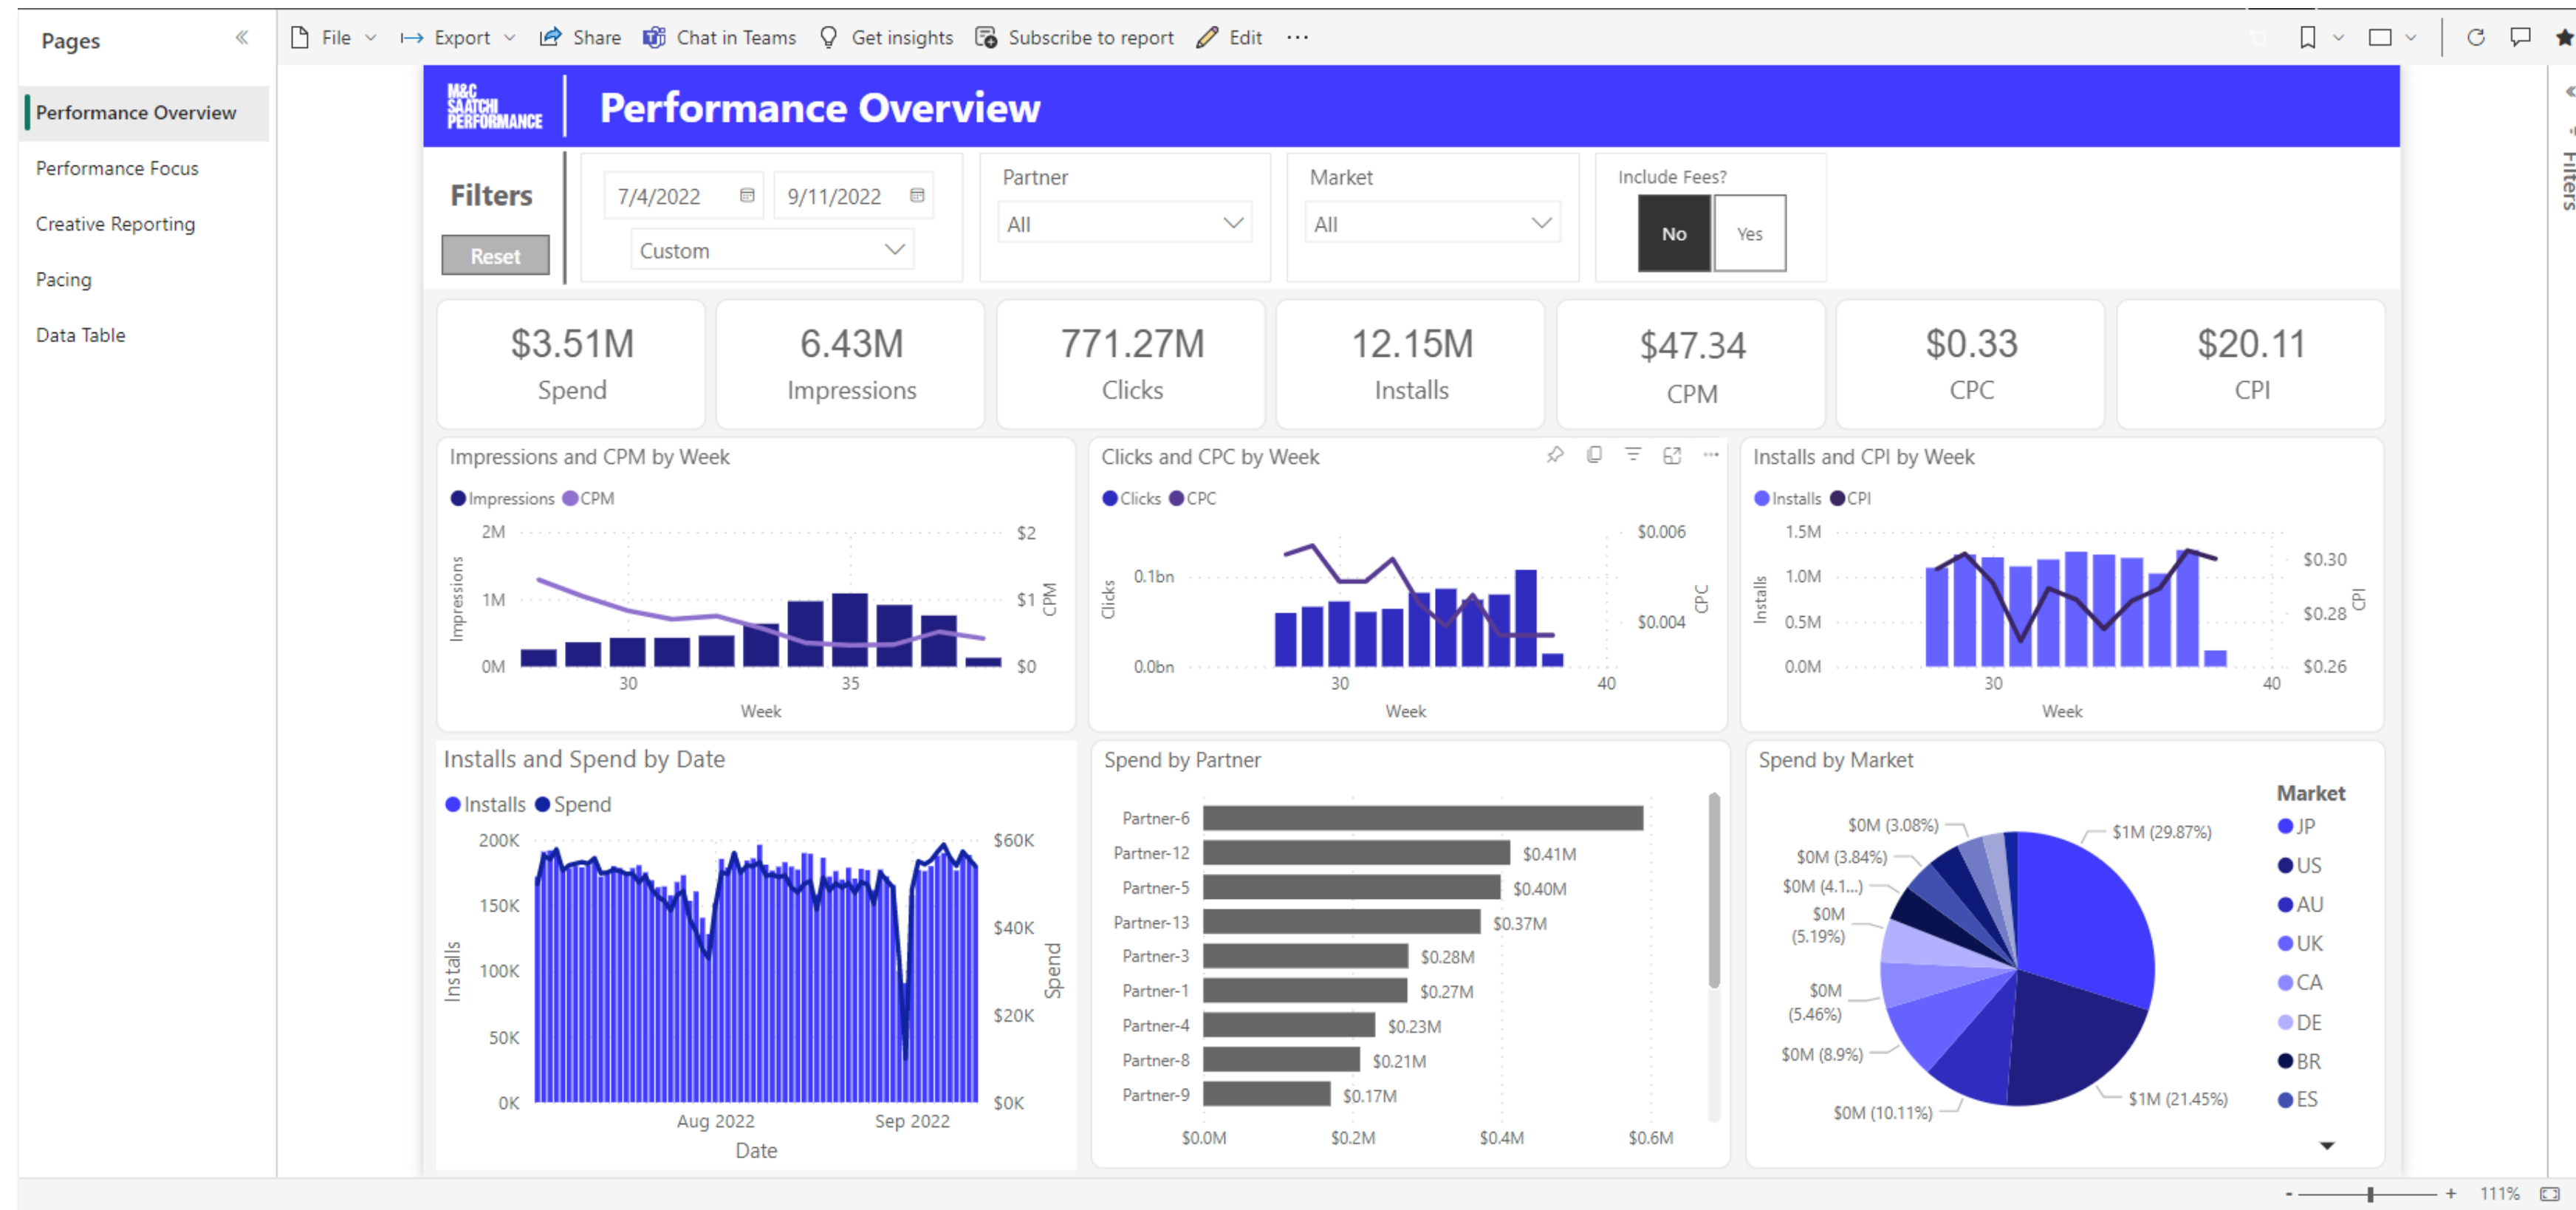 Pages
File
Export
Share
Chat in Teams
Get insights
Subscribe to report
Edit
Performance Overview
Performance Focus
Creative Reporting
Pacing
Data Table
M&C
SAATCHI
PERFORMANCE
Performance Overview
Filters
Reset
7/4/2022
9/11/2022
Custom
Partner
All
Market
All
Include Fees?
No
Yes
Filters
$3.51M
Spend
6.43M
Impressions
771.27M
Clicks
12.15M
Installs
$47.34
CPM
$0.33
CPC
$20.11
CPI
Impressions and CPM by Week
Impressions CPM
2M
1M
0M
Impressions
$2
$1
$0
CPM
30
35
Week
Clicks and CPC by Week
Clicks CPC
0.1bn
0.0bn
Clicks
$0.006
$0.004
CPC
30
40
Week
Installs and CPI by Week
Installs CPI
1.5M
1.0M
0.5M
0.0M
Installs
$0.30
$0.28
$0.26
CPI
30
40
Week
Installs and Spend by Date
Installs Spend
200K
150K
100K
50K
0K
Installs
$60K
$40K
$20K
$0K
Spend
Aug 2022
Sep 2022
Date
Spend by Partner
Partner-6
Partner-12 $0.41M
Partner-5 $0.40M
Partner-13 $0.37M
Partner-3 $0.28M
Partner-1 $0.27M
Partner-4 $0.23M
Partner-8 $0.21M
Partner-9 $0.17M
$0.0M
$0.2M
$0.4M
$0.6M
Spend by Market
$0M (3.08%)
$0M (3.84%)
$0M (4.1...)
$0M
(5.19%)
$0M
(5.46%)
$0M (8.9%)
$0M (10.11%)
$1M (29.87%)
$1M (21.45%)
Market
JP
US
AU
UK
CA
DE
BR
ES
- + 111%